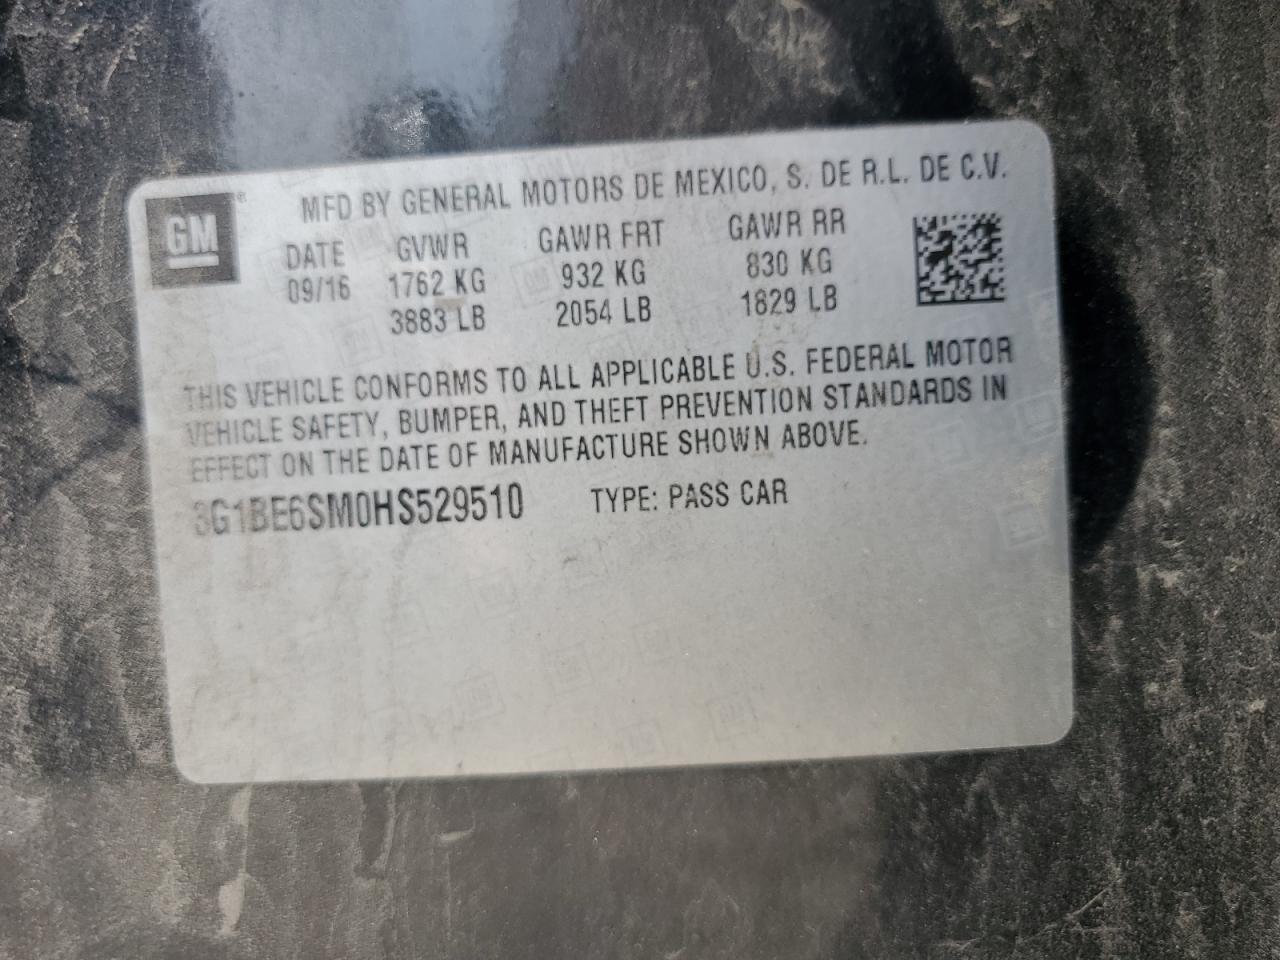 GM®
MFD BY GENERAL MOTORS DE MEXICO, S. DE R.L. DE C.V.
DATE GVWR GAWR FRT GAWR RR
09/16 1762 KG 932 KG 830 KG
3883 LB 2054 LB 1829 LB
THIS VEHICLE CONFORMS TO ALL APPLICABLE U.S. FEDERAL MOTOR
VEHICLE SAFETY, BUMPER, AND THEFT PREVENTION STANDARDS IN
EFFECT ON THE DATE OF MANUFACTURE SHOWN ABOVE.
3G1BE6SM0HS529510 TYPE: PASS CAR